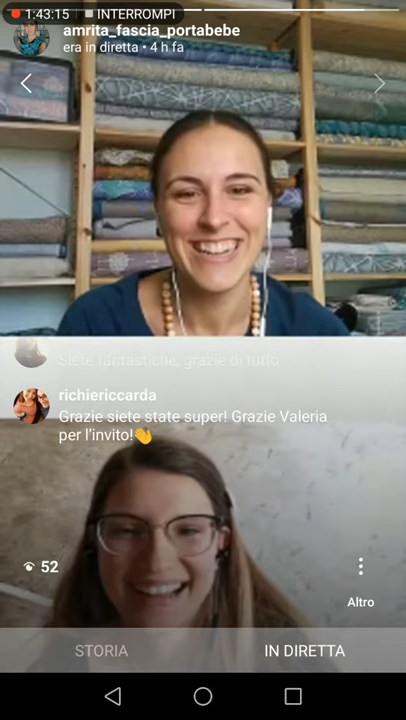 1:43:15 INTERROMPI
amrita_fascia_portabebe
era in diretta • 4 h fa
Siete fantastiche, grazie di tutto
richiericcarda
Grazie siete state super! Grazie Valeria
per l'invito!👏
52
Altro
STORIA IN DIRETTA